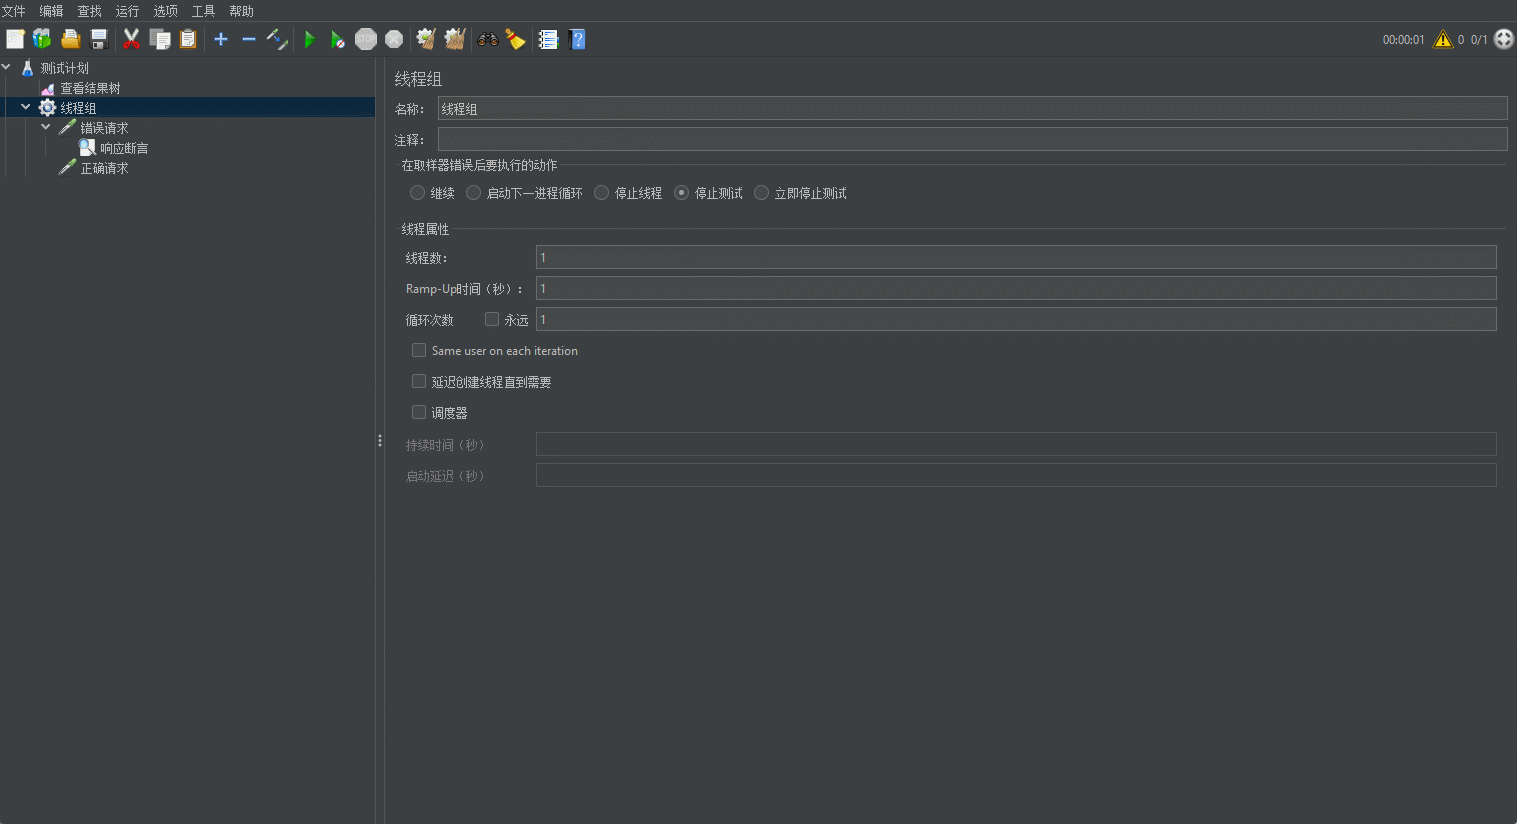 文件 编辑 查找 运行 选项 工具 帮助
STOP 00:00:01 0 0/1
测试计划
查看结果树
线程组
错误请求
响应断言
正确请求
线程组
名称： 线程组
注释：
在取样器错误后要执行的动作
继续 启动下一进程循环 停止线程 停止测试 立即停止测试
线程属性
线程数： 1
Ramp-Up时间（秒）： 1
循环次数 永远 1
Same user on each iteration
延迟创建线程直到需要
调度器
持续时间（秒）
启动延迟（秒）